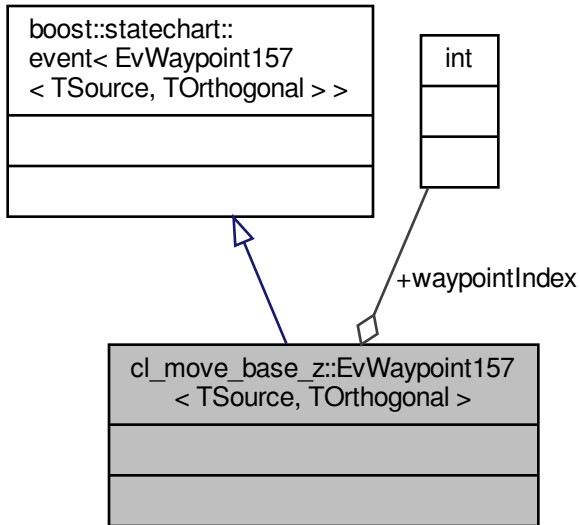 boost::statechart::
event< EvWaypoint157
< TSource, TOrthogonal > >
int
+waypointIndex
cl_move_base_z::EvWaypoint157
< TSource, TOrthogonal >